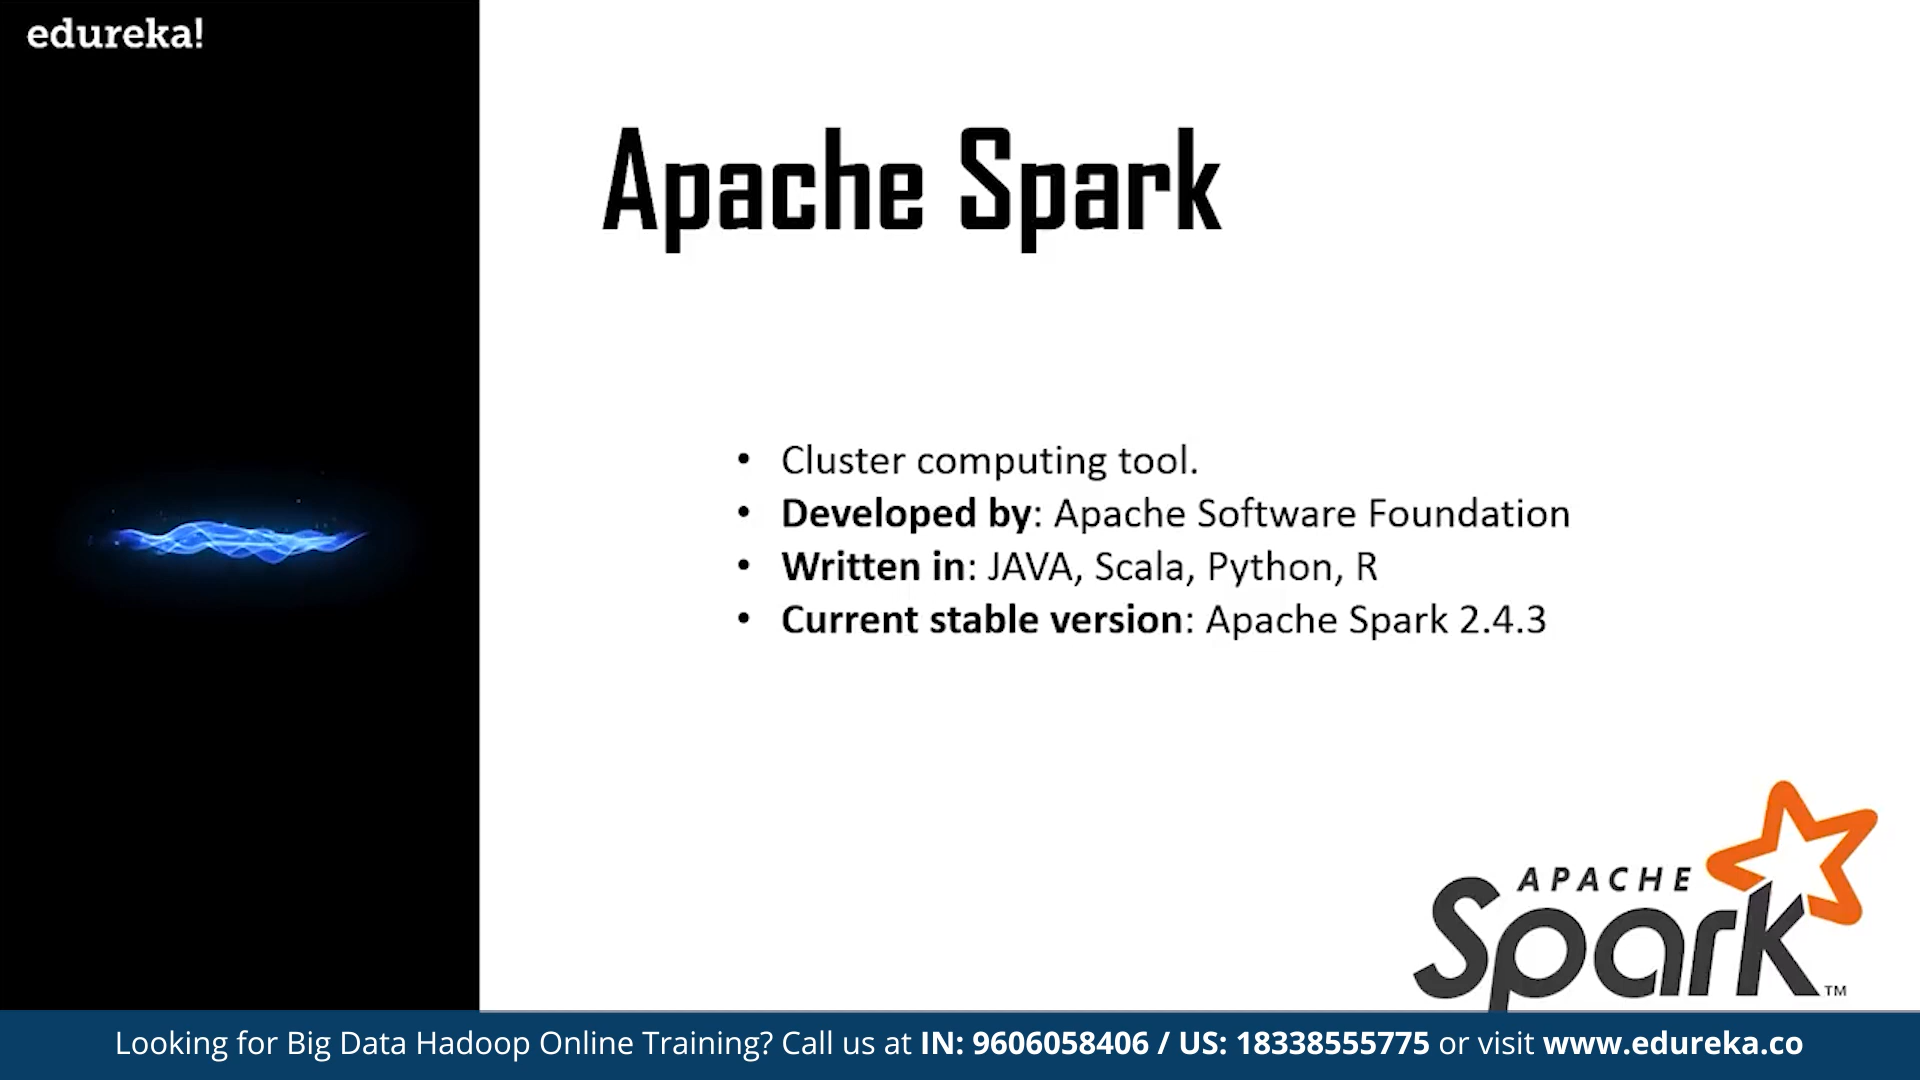 edureka!
Apache Spark
• Cluster computing tool.
• Developed by: Apache Software Foundation
• Written in: JAVA, Scala, Python, R
• Current stable version: Apache Spark 2.4.3
APACHE
Spark™
Looking for Big Data Hadoop Online Training? Call us at IN: 9606058406 / US: 18338555775 or visit www.edureka.co